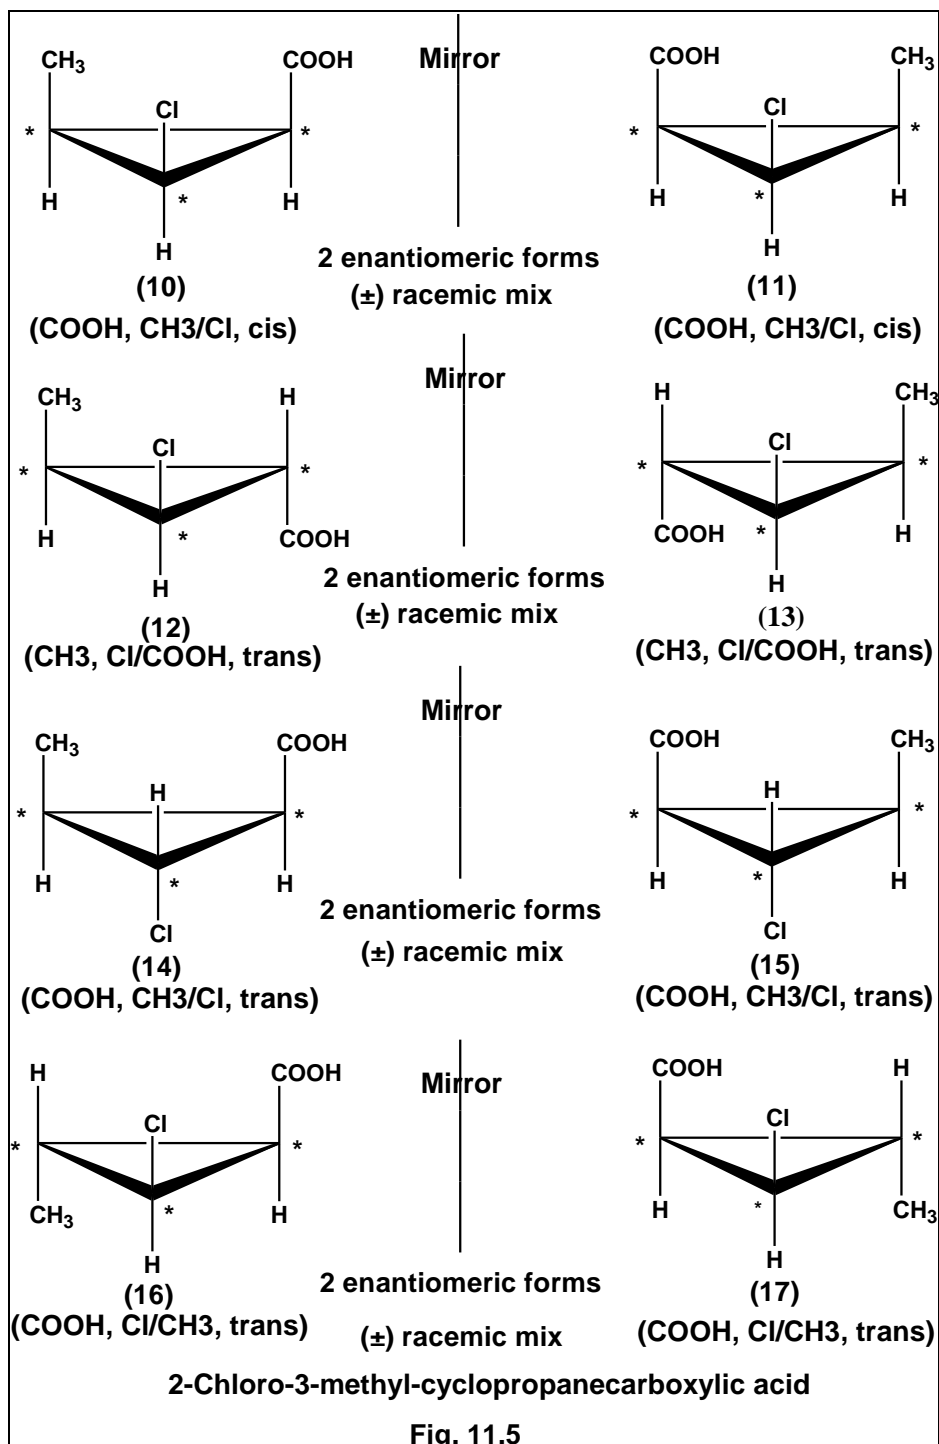 CH3 COOH Mirror COOH CH3
Cl Cl
* * * *
H * H H * H
H H
2 enantiomeric forms
(10) (±) racemic mix (11)
(COOH, CH3/Cl, cis) (COOH, CH3/Cl, cis)
Mirror
CH3 H H CH3
Cl Cl
* * * *
H * COOH COOH * H
H H
2 enantiomeric forms
(12) (±) racemic mix (13)
(CH3, Cl/COOH, trans) (CH3, Cl/COOH, trans)
Mirror
CH3 COOH COOH CH3
H H
* * * *
H * H H * H
Cl Cl
2 enantiomeric forms
(14) (±) racemic mix (15)
(COOH, CH3/Cl, trans) (COOH, CH3/Cl, trans)
H COOH Mirror COOH H
Cl Cl
* * * *
CH3 * H H * CH3
H H
2 enantiomeric forms
(16) (17)
(COOH, Cl/CH3, trans) (±) racemic mix (COOH, Cl/CH3, trans)
2-Chloro-3-methyl-cyclopropanecarboxylic acid
Fig. 11.5